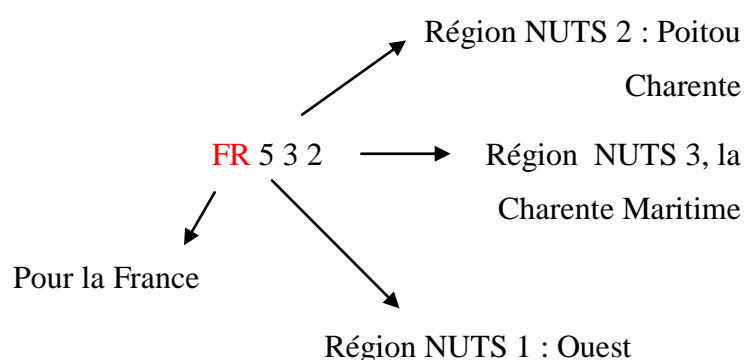 Région NUTS 2 : Poitou
Charente
FR 5 3 2
Région NUTS 3, la
Charente Maritime
Pour la France
Région NUTS 1 : Ouest